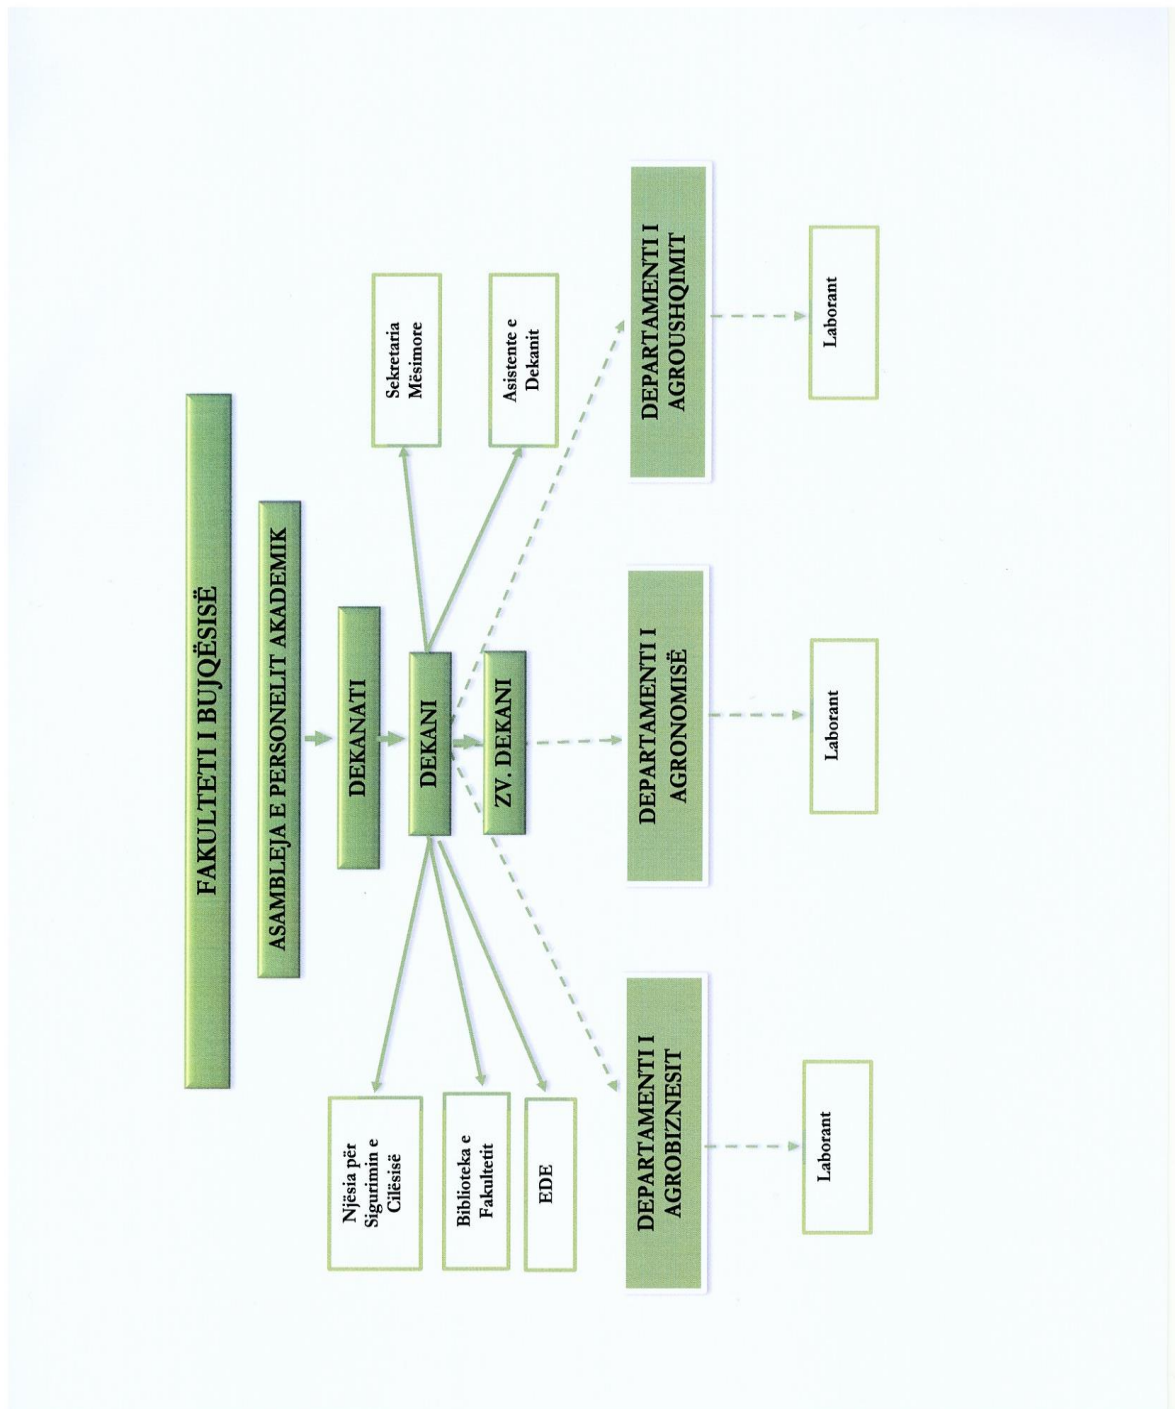 FAKULTETI I BUJQËSISË
ASAMBLEJA E PERSONELIT AKADEMIK
DEKANATI
DEKANI
ZV. DEKANI
Njësia për
Sigurimin e
Cilësisë
Biblioteka e
Fakultetit
EDE
Sekretaria
Mësimore
Asistente e
Dekanit
DEPARTAMENTI I
AGROBIZNESIT
DEPARTAMENTI I
AGRONOMISË
DEPARTAMENTI I
AGROUSHQIMIT
Laborant
Laborant
Laborant